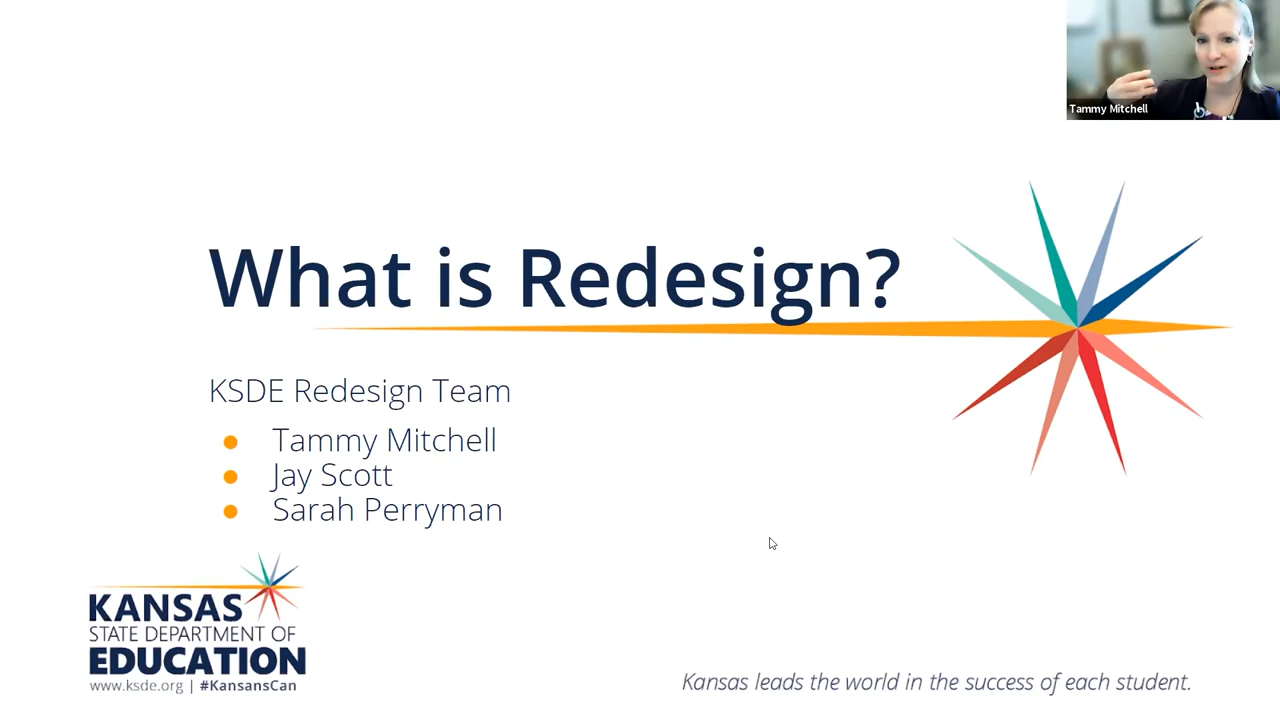 Tammy Mitchell
What is Redesign?
KSDE Redesign Team
● Tammy Mitchell
● Jay Scott
● Sarah Perryman
KANSAS
STATE DEPARTMENT OF
EDUCATION
www.ksde.org | #KansansCan
Kansas leads the world in the success of each student.